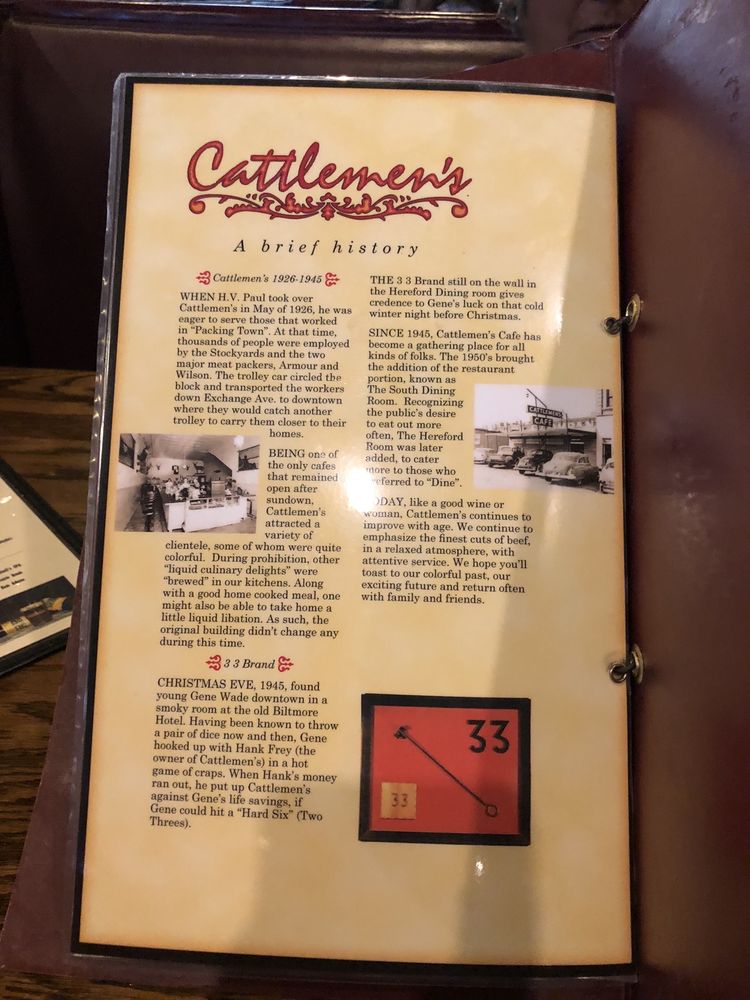 Cattlemen's
A brief history
Cattlemen's 1926-1945
WHEN H.V. Paul took over
Cattlemen's in May of 1926, he was
eager to serve those that worked
in "Packing Town". At that time,
thousands of people were employed
by the Stockyards and the two
major meat packers, Armour and
Wilson. The trolley car circled the
block and transported the workers
down Exchange Ave. to downtown
where they would catch another
trolley to carry them closer to their
homes.
BEING one of
the only cafes
that remained
open after
sundown,
Cattlemen's
attracted a
variety of
clientele, some of whom were quite
colorful. During prohibition, other
"liquid culinary delights" were
"brewed" in our kitchens. Along
with a good home cooked meal, one
might also be able to take home a
little liquid libation. As such, the
original building didn't change any
during this time.
3 3 Brand
CHRISTMAS EVE, 1945, found
young Gene Wade downtown in a
smoky room at the old Biltmore
Hotel. Having been known to throw
a pair of dice now and then, Gene
hooked up with Hank Frey (the
owner of Cattlemen's) in a hot
game of craps. When Hank's money
ran out, he put up Cattlemen's
against Gene's life savings, if
Gene could hit a "Hard Six" (Two
Threes).
THE 3 3 Brand still on the wall in
the Hereford Dining room gives
credence to Gene's luck on that cold
winter night before Christmas.
SINCE 1945, Cattlemen's Cafe has
become a gathering place for all
kinds of folks. The 1950's brought
the addition of the restaurant
portion, known as
The South Dining
Room. Recognizing
the public's desire
to eat out more
often, The Hereford
Room was later
added, to cater
more to those who
preferred to "Dine".
CATTLEMEN'S
CAFE
TODAY, like a good wine or
woman, Cattlemen's continues to
improve with age. We continue to
emphasize the finest cuts of beef,
in a relaxed atmosphere, with
attentive service. We hope you'll
toast to our colorful past, our
exciting future and return often
with family and friends.
33
33